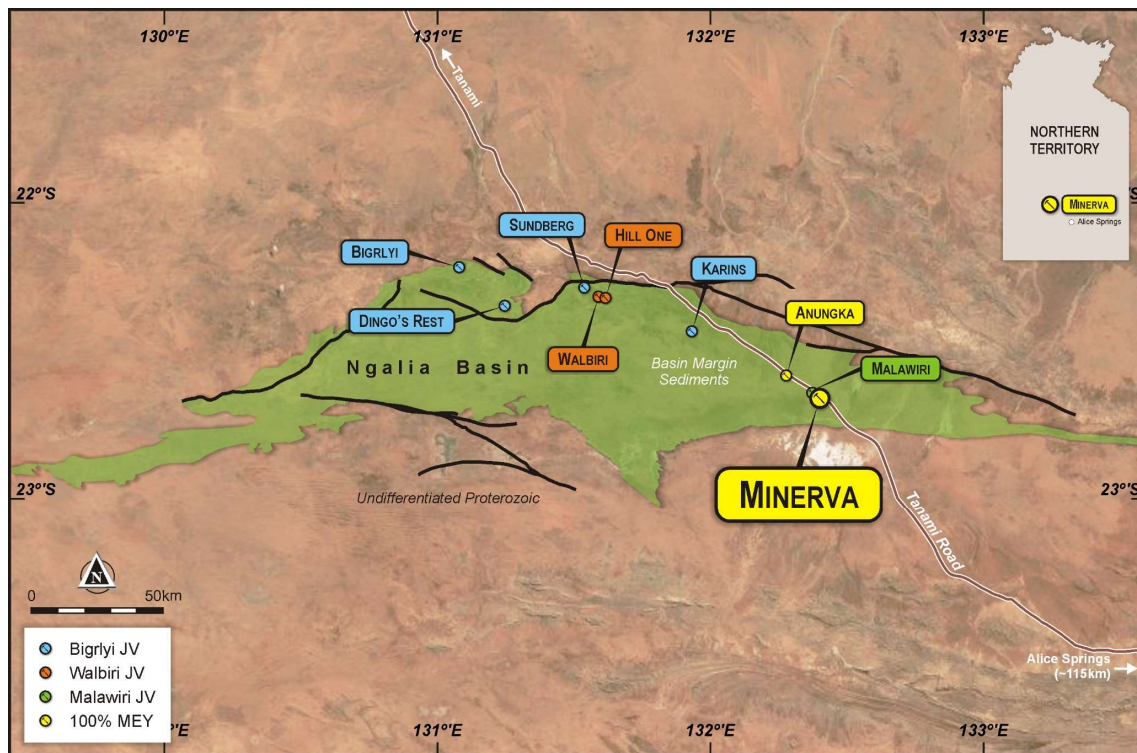 130°'E
131°'E
132°'E
133°'E
Tanami
NORTHERN
TERRITORY
MINERVA
Alice Springs
22°'S
°'S
SUNDBERG
HILL ONE
BIGRLYI
KARINS
DINGO'S REST
ANUNGKA
WALBIRI
Ngalia Basin
Basin Margin
Sediments
MALAWIRI
MINERVA
23°'S
23°'S
Undifferentiated Proterozoic
Tanami Road
N
0 50km
Bigrlyi JV
Walbiri JV
Malawiri JV
100% MEY
Alice Springs
(~115km)
°'E
131°'E
132°'E
133°'E